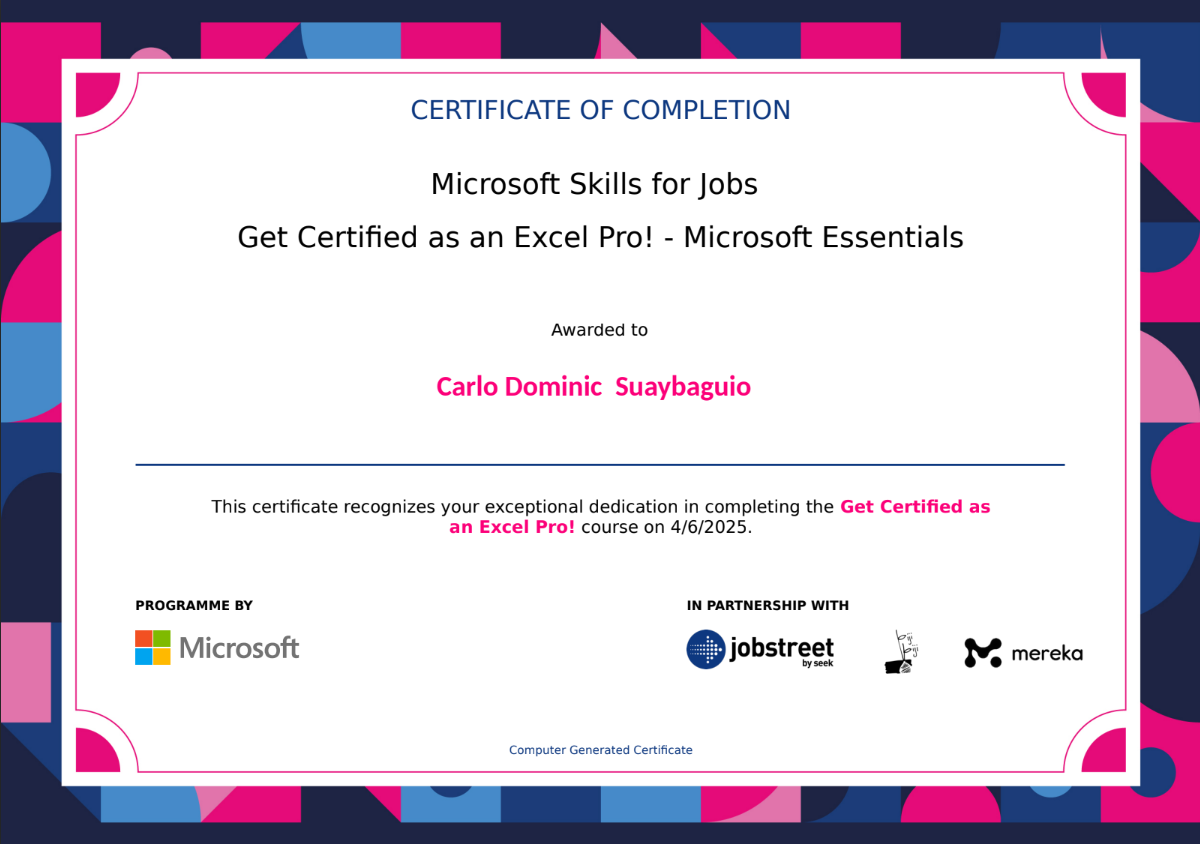 CERTIFICATE OF COMPLETION
Microsoft Skills for Jobs
Get Certified as an Excel Pro! - Microsoft Essentials
Awarded to
Carlo Dominic  Suaybaguio
This certificate recognizes your exceptional dedication in completing the Get Certified as
an Excel Pro! course on 4/6/2025.
PROGRAMME BY
IN PARTNERSHIP WITH
Microsoft
jobstreet
by seek
mereka
Computer Generated Certificate